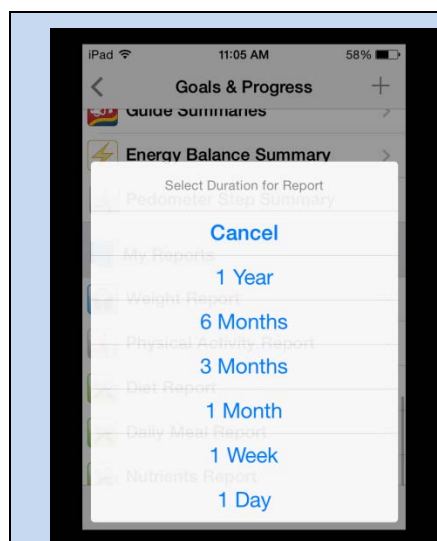 iPad 11:05 AM 58%
Goals & Progress
Guide Summaries
Energy Balance Summary
Select Duration for Report
Pedometer Step Summary
Cancel
My Reports
1 Year
Weight Report
6 Months
Physical Activity Report
3 Months
Diet Report
1 Month
Daily Meal Report
1 Week
Nutrients Report
1 Day